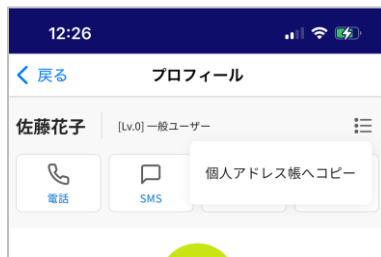 12:26
戻る
プロフィール
佐藤花子
[Lv.0] 一般ユーザー
個人アドレス帳へコピー
電話
SMS